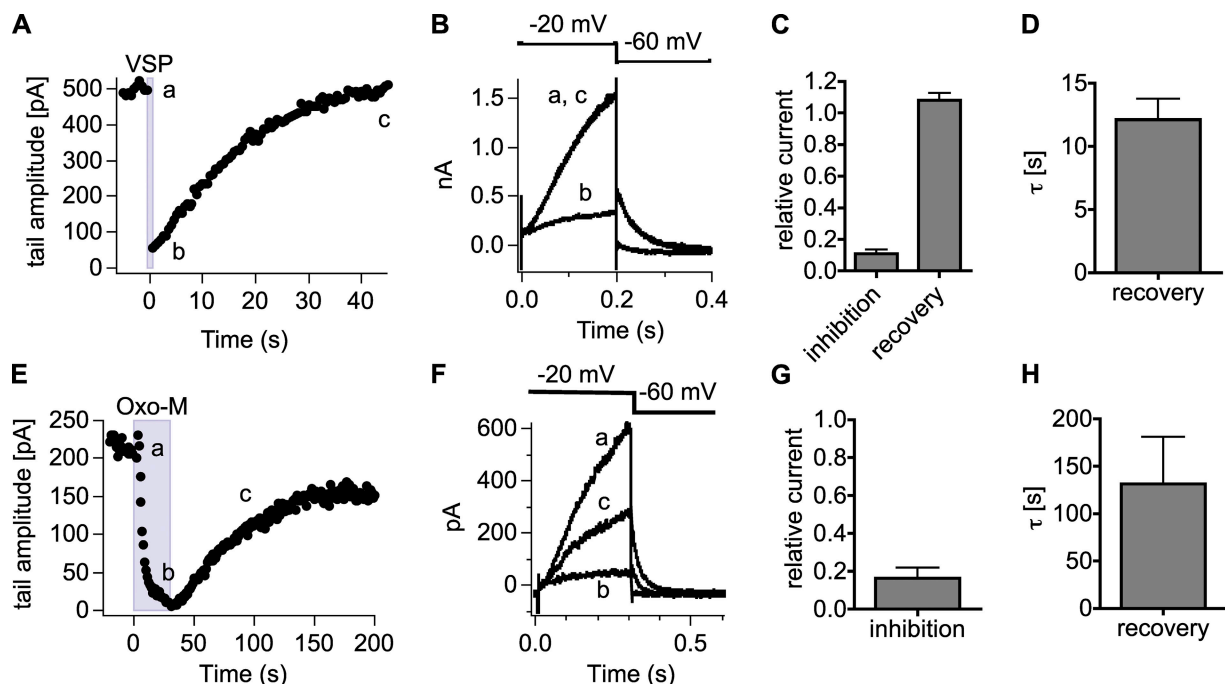 A
VSP
tail amplitude [pA]
500
400
300
200
100
0
a
b
c
0 10 20 30 40
Time (s)
B
-20 mV
-60 mV
nA
1.5
1.0
0.5
0.0
a, c
b
0.0 0.2 0.4
Time (s)
C
relative current
1.2
1.0
0.8
0.6
0.4
0.2
0.0
inhibition
recovery
D
τ [s]
15
10
5
0
recovery
E
Oxo-M
tail amplitude [pA]
250
200
150
100
50
0
a
b
c
0 50 100 150 200
Time (s)
F
-20 mV
-60 mV
pA
600
400
200
0
a
c
b
0.0 0.5
Time (s)
G
relative current
1.0
0.8
0.6
0.4
0.2
0.0
inhibition
H
τ [s]
200
150
100
50
0
recovery